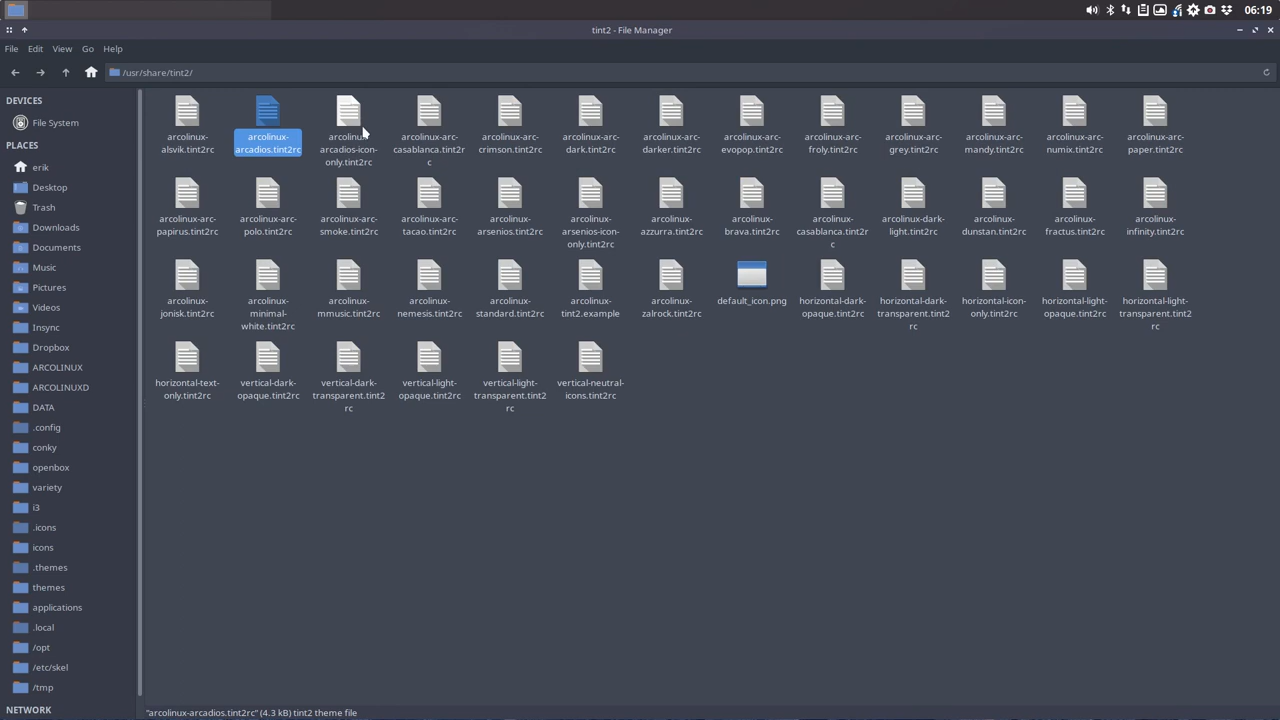 06:19
tint2 - File Manager
File Edit View Go Help
/usr/share/tint2/
DEVICES
File System
PLACES
erik
Desktop
Trash
Downloads
Documents
Music
Pictures
Videos
Insync
Dropbox
ARCOLINUX
ARCOLINUXD
DATA
.config
conky
openbox
variety
i3
.icons
icons
.themes
themes
applications
.local
/opt
/etc/skel
/tmp
NETWORK
arcolinux-
alsvik.tint2rc
arcolinux-
arcadios.tint2rc
arcolinux-
arcadios-icon-
only.tint2rc
arcolinux-arc-
casablanca.tint2r
c
arcolinux-arc-
crimson.tint2rc
arcolinux-arc-
dark.tint2rc
arcolinux-arc-
darker.tint2rc
arcolinux-arc-
evopop.tint2rc
arcolinux-arc-
froly.tint2rc
arcolinux-arc-
grey.tint2rc
arcolinux-arc-
mandy.tint2rc
arcolinux-arc-
numix.tint2rc
arcolinux-arc-
paper.tint2rc
arcolinux-arc-
papirus.tint2rc
arcolinux-arc-
polo.tint2rc
arcolinux-arc-
smoke.tint2rc
arcolinux-arc-
tacao.tint2rc
arcolinux-
arsenios.tint2rc
arcolinux-
arsenios-icon-
only.tint2rc
arcolinux-
azzurra.tint2rc
arcolinux-
brava.tint2rc
arcolinux-
casablanca.tint2r
c
arcolinux-dark-
light.tint2rc
arcolinux-
dunstan.tint2rc
arcolinux-
fractus.tint2rc
arcolinux-
infinity.tint2rc
arcolinux-
jonisk.tint2rc
arcolinux-
minimal-
white.tint2rc
arcolinux-
mmusic.tint2rc
arcolinux-
nemesis.tint2rc
arcolinux-
standard.tint2rc
arcolinux-
tint2.example
arcolinux-
zalrock.tint2rc
default_icon.png
horizontal-dark-
opaque.tint2rc
horizontal-dark-
transparent.tint2
rc
horizontal-icon-
only.tint2rc
horizontal-light-
opaque.tint2rc
horizontal-light-
transparent.tint2
rc
horizontal-text-
only.tint2rc
vertical-dark-
opaque.tint2rc
vertical-dark-
transparent.tint2
rc
vertical-light-
opaque.tint2rc
vertical-light-
transparent.tint2
rc
vertical-neutral-
icons.tint2rc
"arcolinux-arcadios.tint2rc" (4.3 kB) tint2 theme file